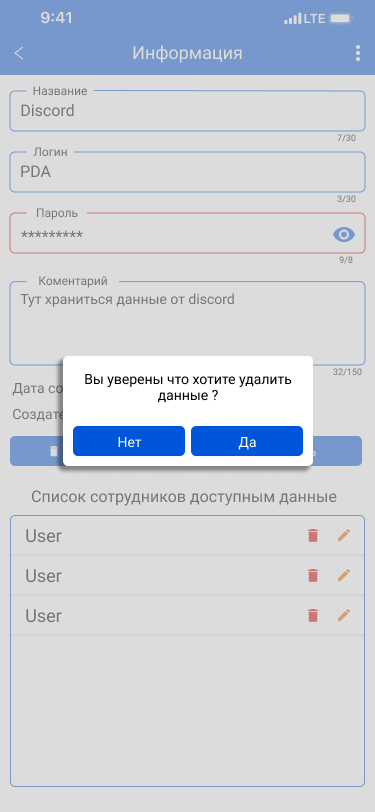 9:41
LTE
Информация
Название
Discord
7/30
Логин
PDA
3/30
Пароль
*********
9/8
Коментарий
Тут храниться данные от discord
32/150
Дата со
Создате
Вы уверены что хотите удалить
данные ?
Нет
Да
ь
Список сотрудников доступным данные
User
User
User